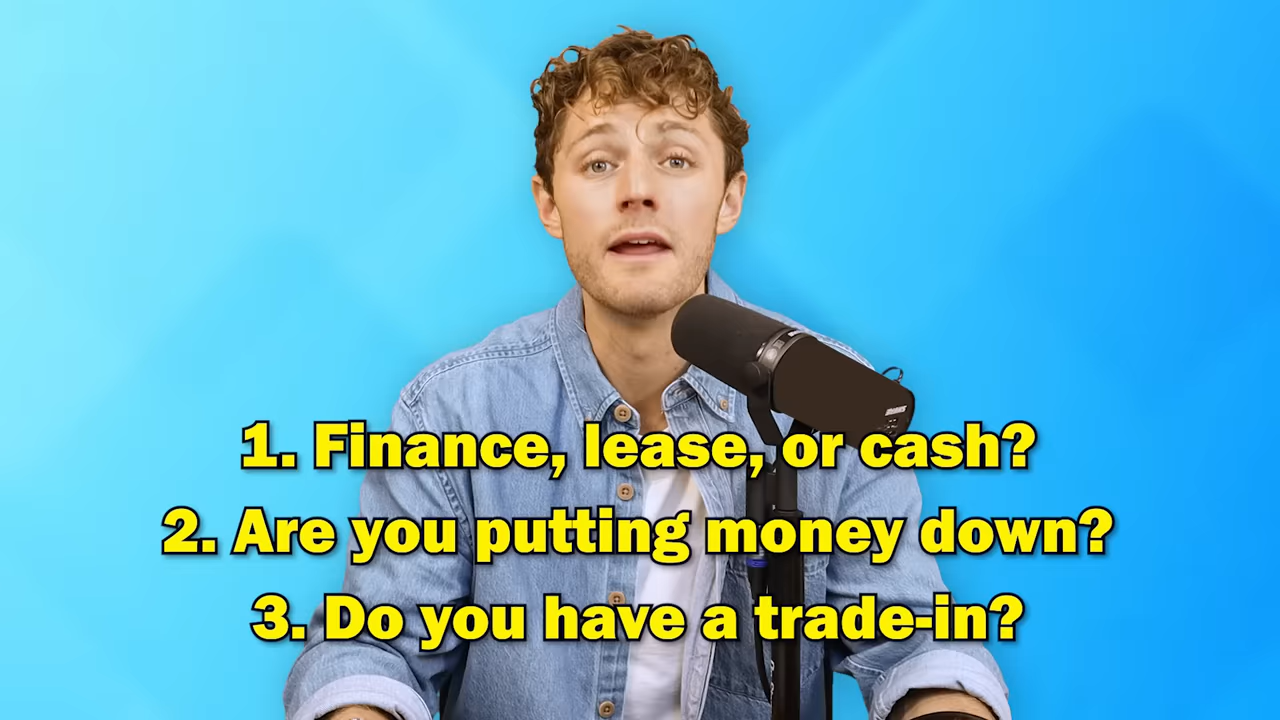 1. Finance, lease, or cash?
2. Are you putting money down?
3. Do you have a trade-in?